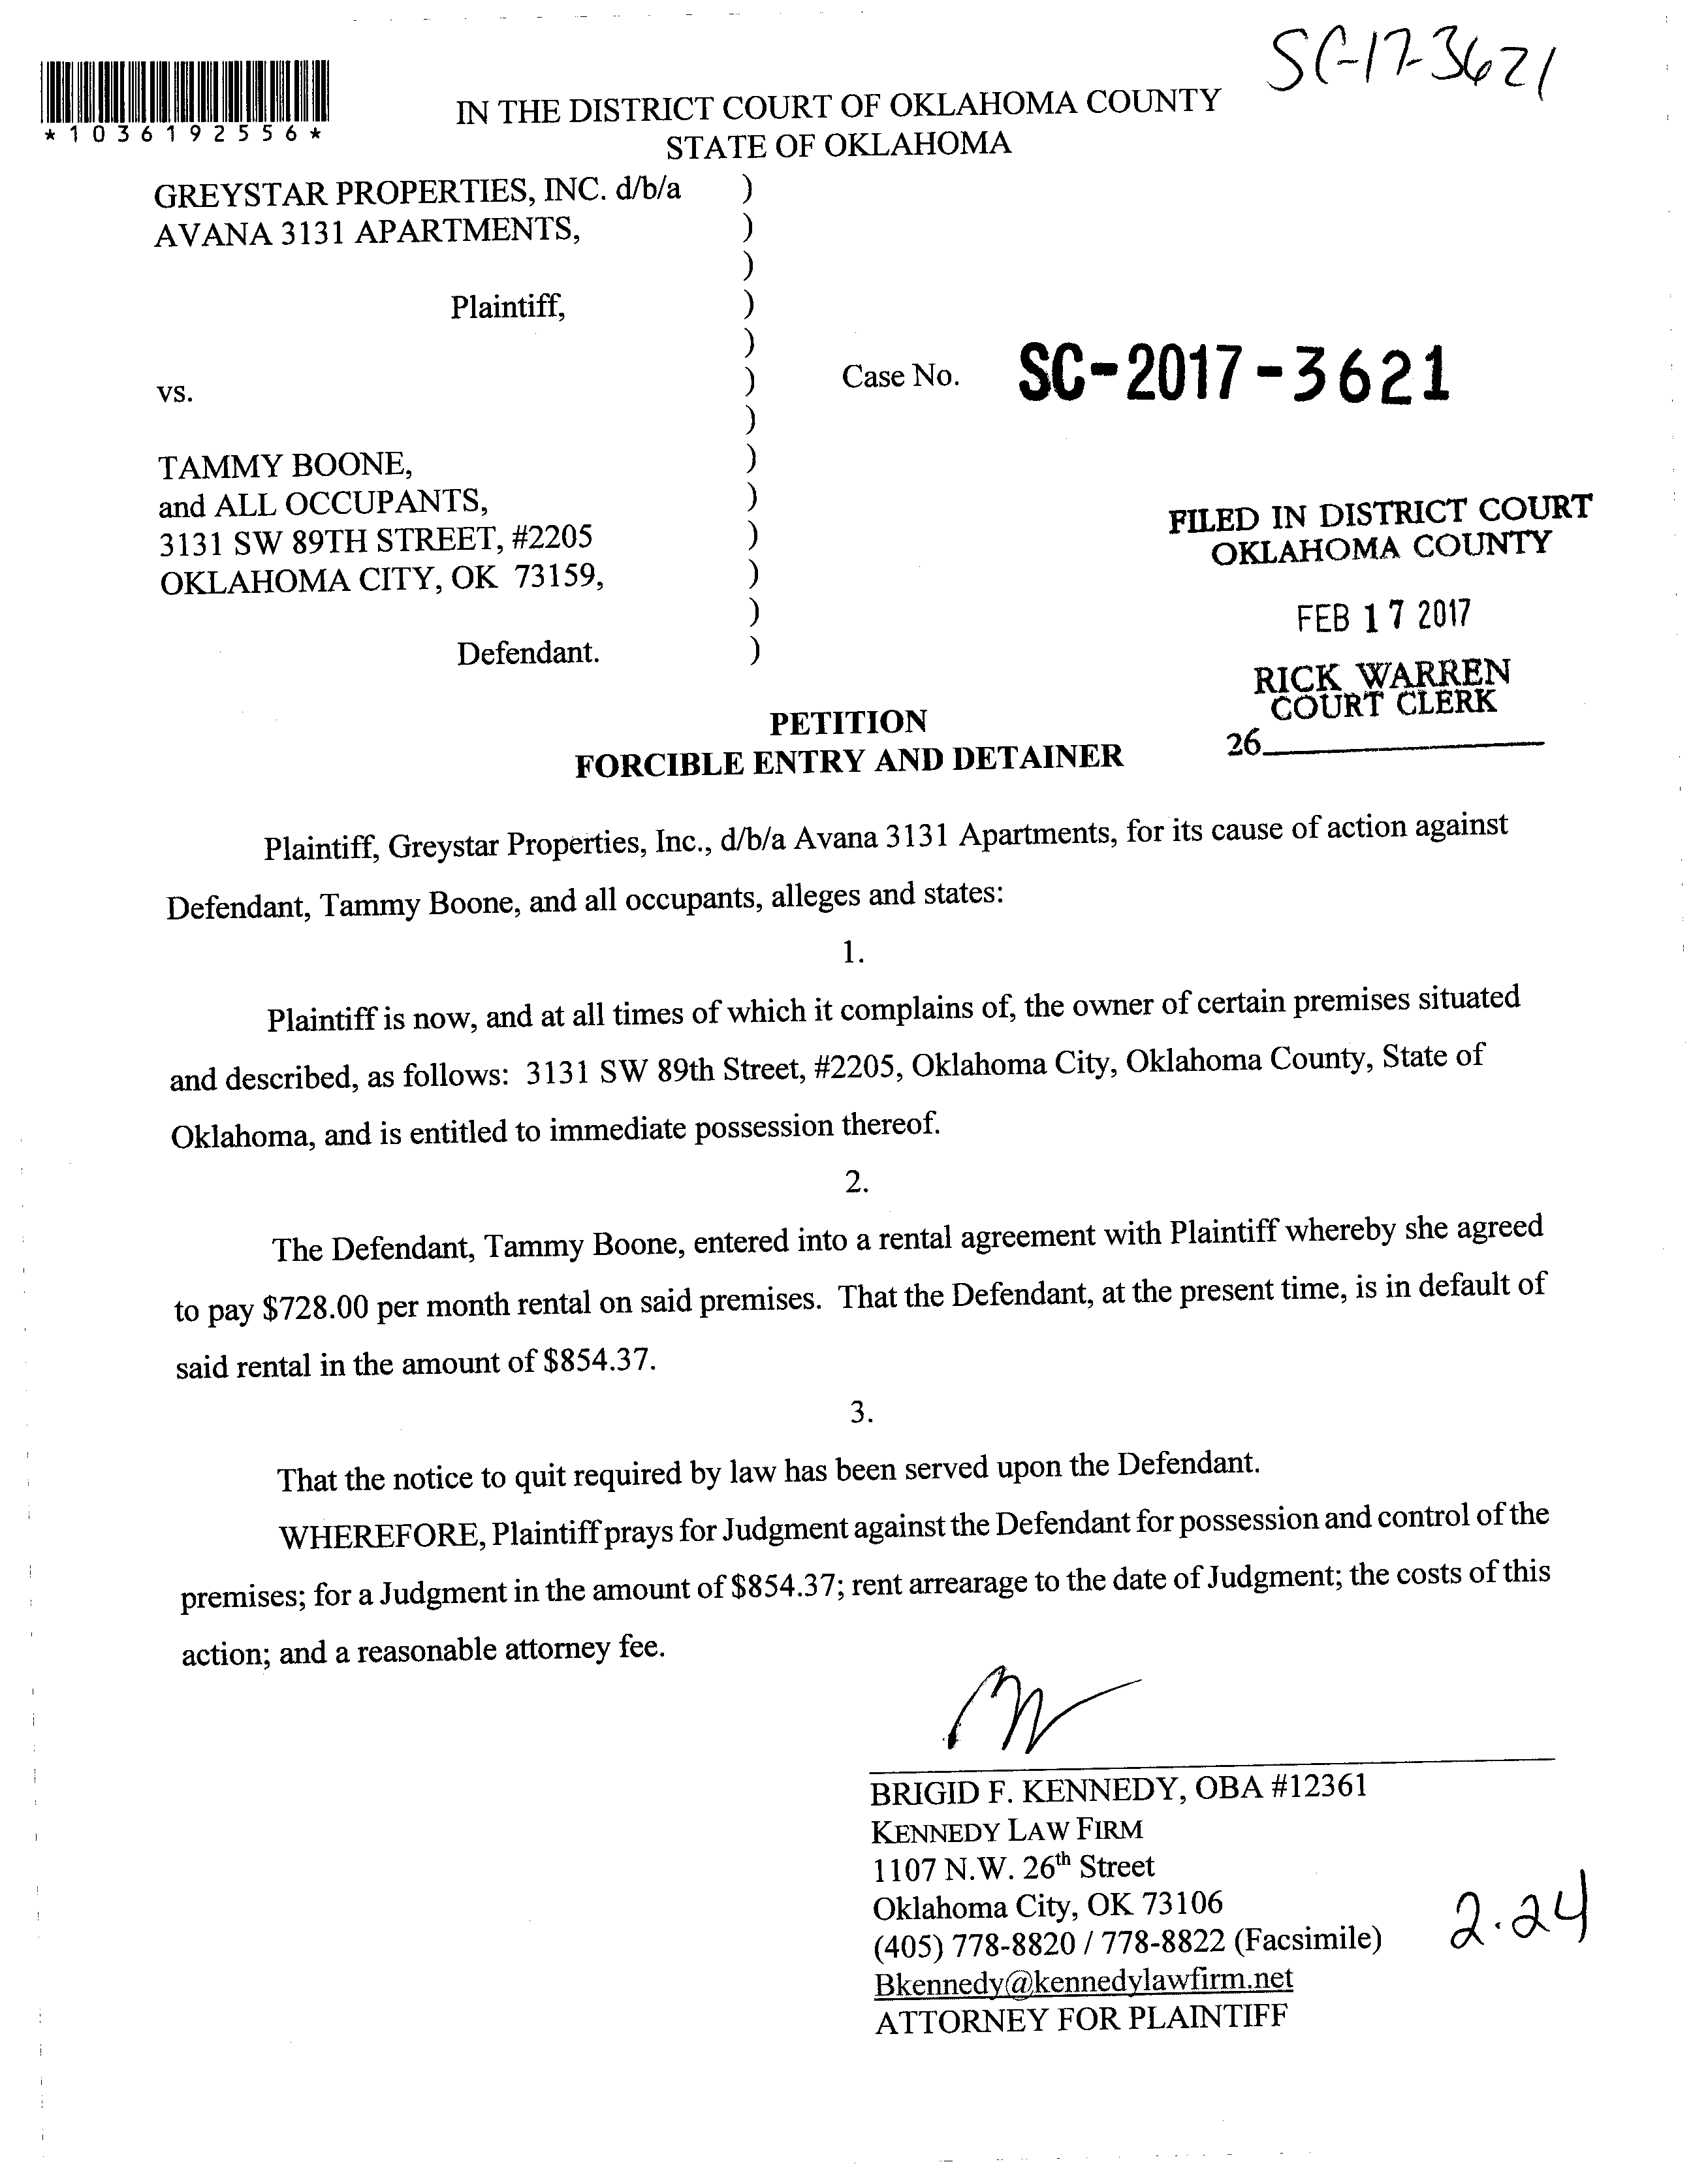 SC-17-3621
*1036192556*
IN THE DISTRICT COURT OF OKLAHOMA COUNTY
STATE OF OKLAHOMA
GREYSTAR PROPERTIES, INC. d/b/a )
AVANA 3131 APARTMENTS, )
)
Plaintiff, )
)
vs. ) Case No. SC-2017-3621
)
TAMMY BOONE, )
and ALL OCCUPANTS, )
3131 SW 89TH STREET, #2205 )
OKLAHOMA CITY, OK 73159, )
)
Defendant. )
FILED IN DISTRICT COURT
OKLAHOMA COUNTY
FEB 17 2017
RICK WARREN
COURT CLERK
26
PETITION
FORCIBLE ENTRY AND DETAINER
Plaintiff, Greystar Properties, Inc., d/b/a Avana 3131 Apartments, for its cause of action against
Defendant, Tammy Boone, and all occupants, alleges and states:
1.
Plaintiff is now, and at all times of which it complains of, the owner of certain premises situated
and described, as follows: 3131 SW 89th Street, #2205, Oklahoma City, Oklahoma County, State of
Oklahoma, and is entitled to immediate possession thereof.
2.
The Defendant, Tammy Boone, entered into a rental agreement with Plaintiff whereby she agreed
to pay $728.00 per month rental on said premises. That the Defendant, at the present time, is in default of
said rental in the amount of $854.37.
3.
That the notice to quit required by law has been served upon the Defendant.
WHEREFORE, Plaintiff prays for Judgment against the Defendant for possession and control of the
premises; for a Judgment in the amount of $854.37; rent arrearage to the date of Judgment; the costs of this
action; and a reasonable attorney fee.
BRIGID F. KENNEDY, OBA #12361
KENNEDY LAW FIRM
1107 N.W. 26th Street
Oklahoma City, OK 73106
(405) 778-8820 / 778-8822 (Facsimile)
Bkennedy@kennedylawfirm.net
ATTORNEY FOR PLAINTIFF
2.24